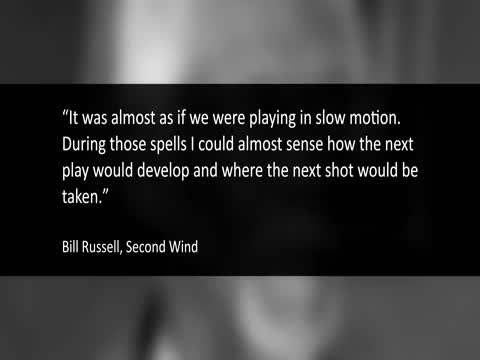 “It was almost as if we were playing in slow motion.
During those spells I could almost sense how the next
play would develop and where the next shot would be
taken.”
Bill Russell, Second Wind